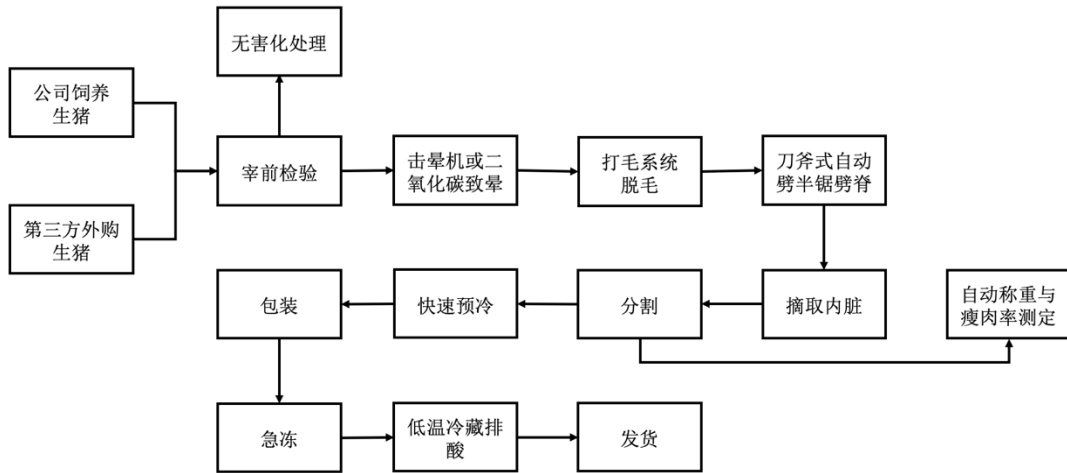 无害化处理
公司饲养
生猪
宰前检验
击晕机或二
氧化碳致晕
打毛系统
脱毛
刀斧式自动
劈半锯劈脊
第三方外购
生猪
包装
快速预冷
分割
摘取内脏
自动称重与
瘦肉率测定
急冻
低温冷藏排
酸
发货